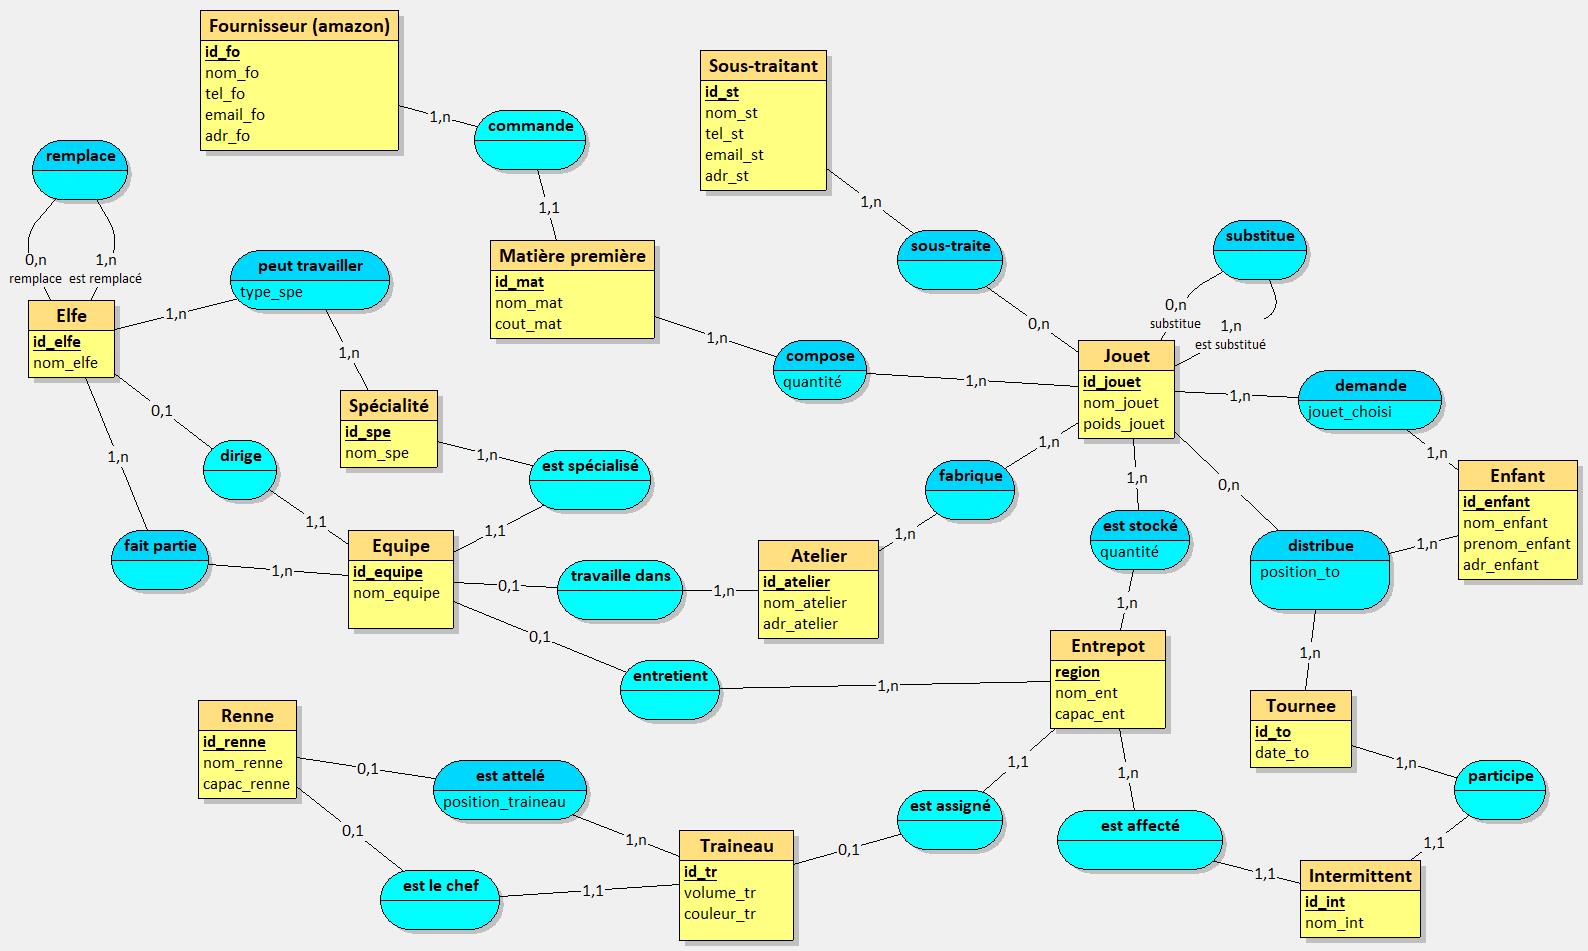 Fournisseur (amazon)
id_fo
nom_fo
tel_fo
email_fo
adr_fo
1,n
commande
1,1
Sous-traitant
id_st
nom_st
tel_st
email_st
adr_st
1,n
sous-traite
0,n
remplace
0,n
remplace
1,n
est remplacé
Elfe
id_elfe
nom_elfe
1,n
peut travailler
type_spe
1,n
Matière première
id_mat
nom_mat
cout_mat
1,n
compose
quantité
1,n
substitue
0,n
substitue
1,n
est substitué
Jouet
id_jouet
nom_jouet
poids_jouet
1,n
demande
jouet_choisi
1,n
Enfant
id_enfant
nom_enfant
prenom_enfant
adr_enfant
Spécialité
id_spe
nom_spe
1,n
est spécialisé
1,1
0,1
dirige
1,1
1,n
fait partie
1,n
Equipe
id_equipe
nom_equipe
0,1
travaille dans
1,n
Atelier
id_atelier
nom_atelier
adr_atelier
1,n
fabrique
1,n
1,n
est stocké
quantité
1,n
0,n
distribue
position_to
1,n
1,n
0,1
entretient
1,n
Entrepot
region
nom_ent
capac_ent
Tournee
id_to
date_to
1,n
participe
1,1
Renne
id_renne
nom_renne
capac_renne
0,1
est attelé
position_traineau
1,n
0,1
est le chef
1,1
Traineau
id_tr
volume_tr
couleur_tr
0,1
est assigné
1,1
1,n
est affecté
1,1
Intermittent
id_int
nom_int